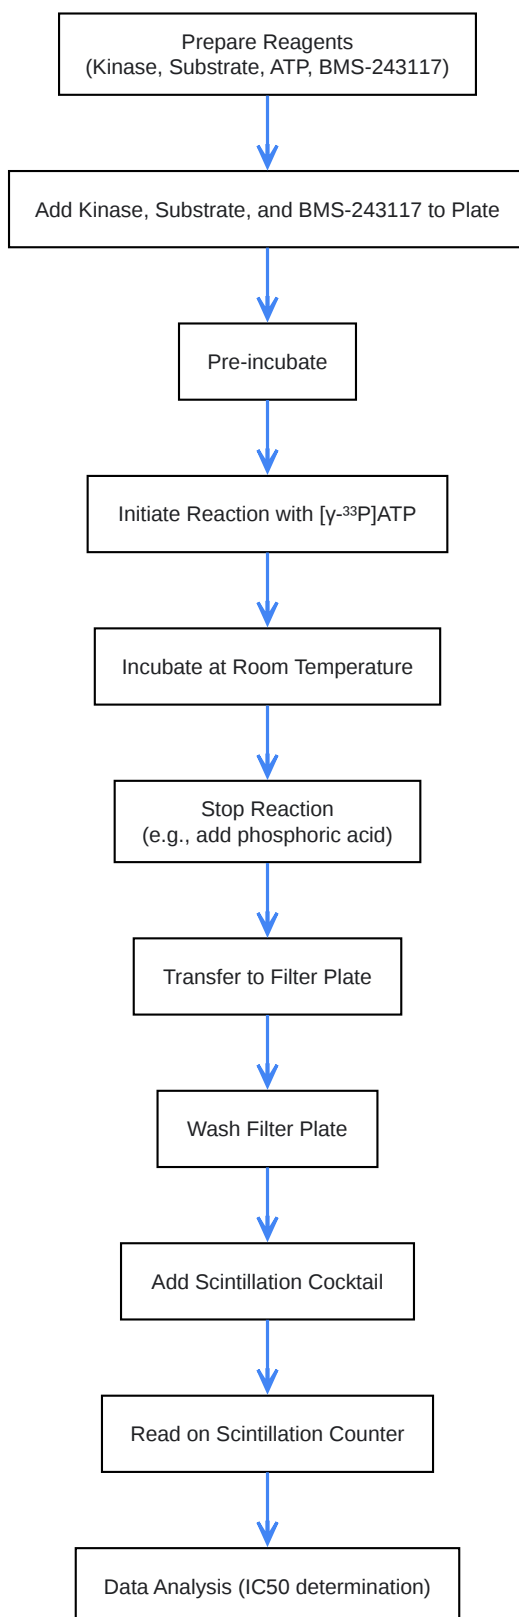 Prepare Reagents
(Kinase, Substrate, ATP, BMS-243117)
Add Kinase, Substrate, and BMS-243117 to Plate
Pre-incubate
Initiate Reaction with [γ-³³P]ATP
Incubate at Room Temperature
Stop Reaction
(e.g., add phosphoric acid)
Transfer to Filter Plate
Wash Filter Plate
Add Scintillation Cocktail
Read on Scintillation Counter
Data Analysis (IC50 determination)